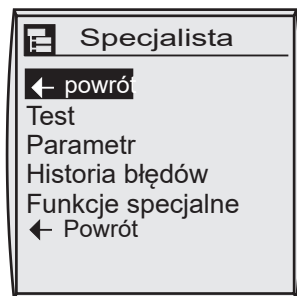 Specjalista
← powrót
Test
Parametr
Historia błędów
Funkcje specjalne
← Powrót